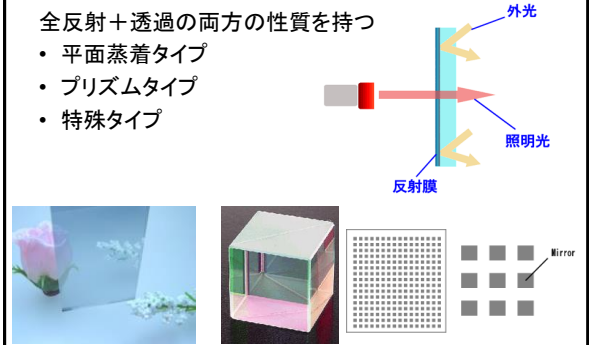 全反射＋透過の両方の性質を持つ
• 平面蒸着タイプ
• プリズムタイプ
• 特殊タイプ
外光
照明光
反射膜
Mirror